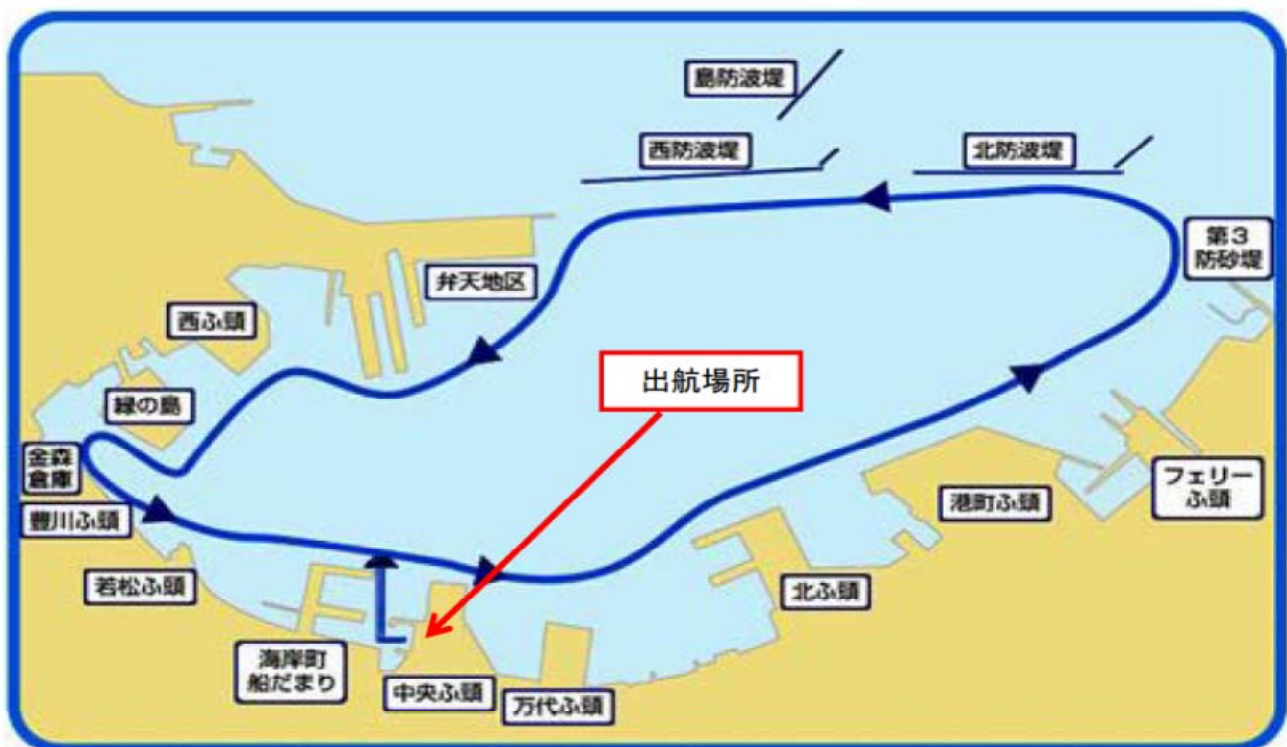 島防波堤
西防波堤
北防波堤
第3
防砂堤
弁天地区
西ふ頭
出航場所
緑の島
金森
倉庫
フェリー
ふ頭
港町ふ頭
豊川ふ頭
若松ふ頭
北ふ頭
海岸町
船だまり
中央ふ頭
万代ふ頭